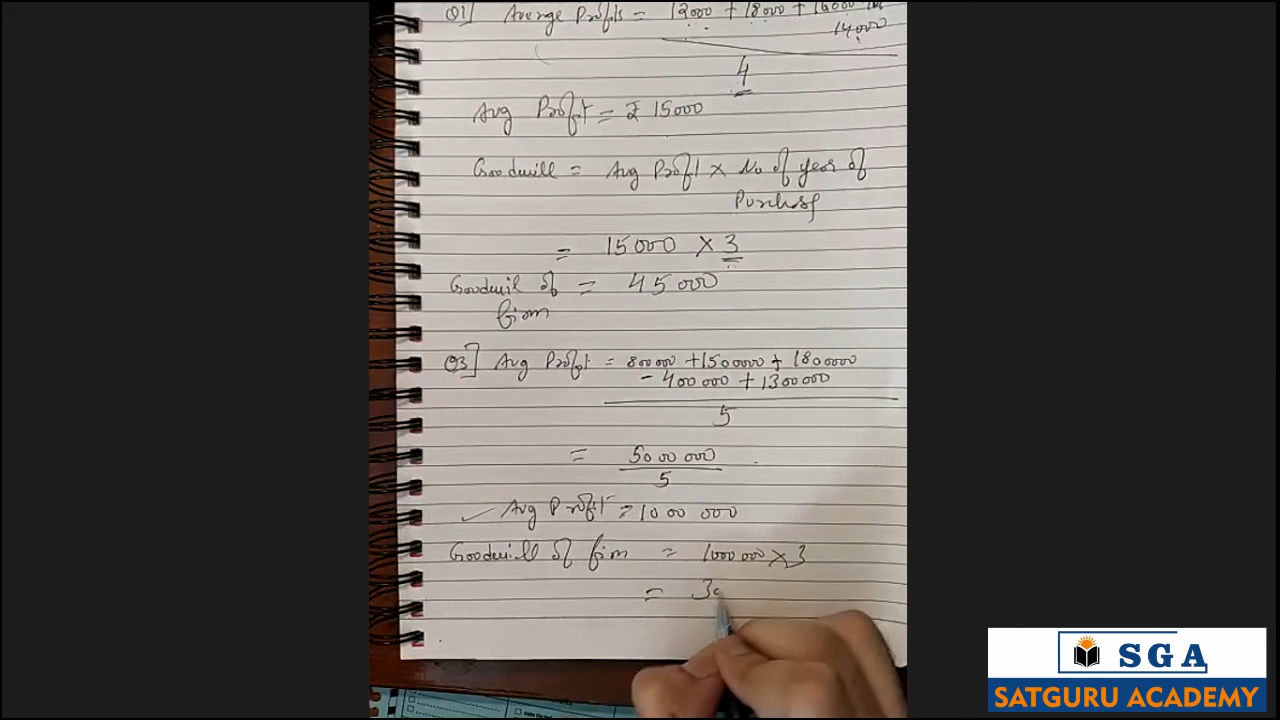 Q1] Average Profits = 12000 + 18000 + 16000
14000
4
Avg Profit = ₹ 15000
Goodwill = Avg Profit x No of year of
Purchase
= 15000 x 3
Goodwil of = 45000
firm
Q3] Avg Profit = 800000 + 1500000 + 1800000
- 400000 + 1300000
5
= 5000000
5
✓ Avg Profit = 1000000
Goodwill of firm = 1000000 x 3
= 30
SGA
SATGURU ACADEMY